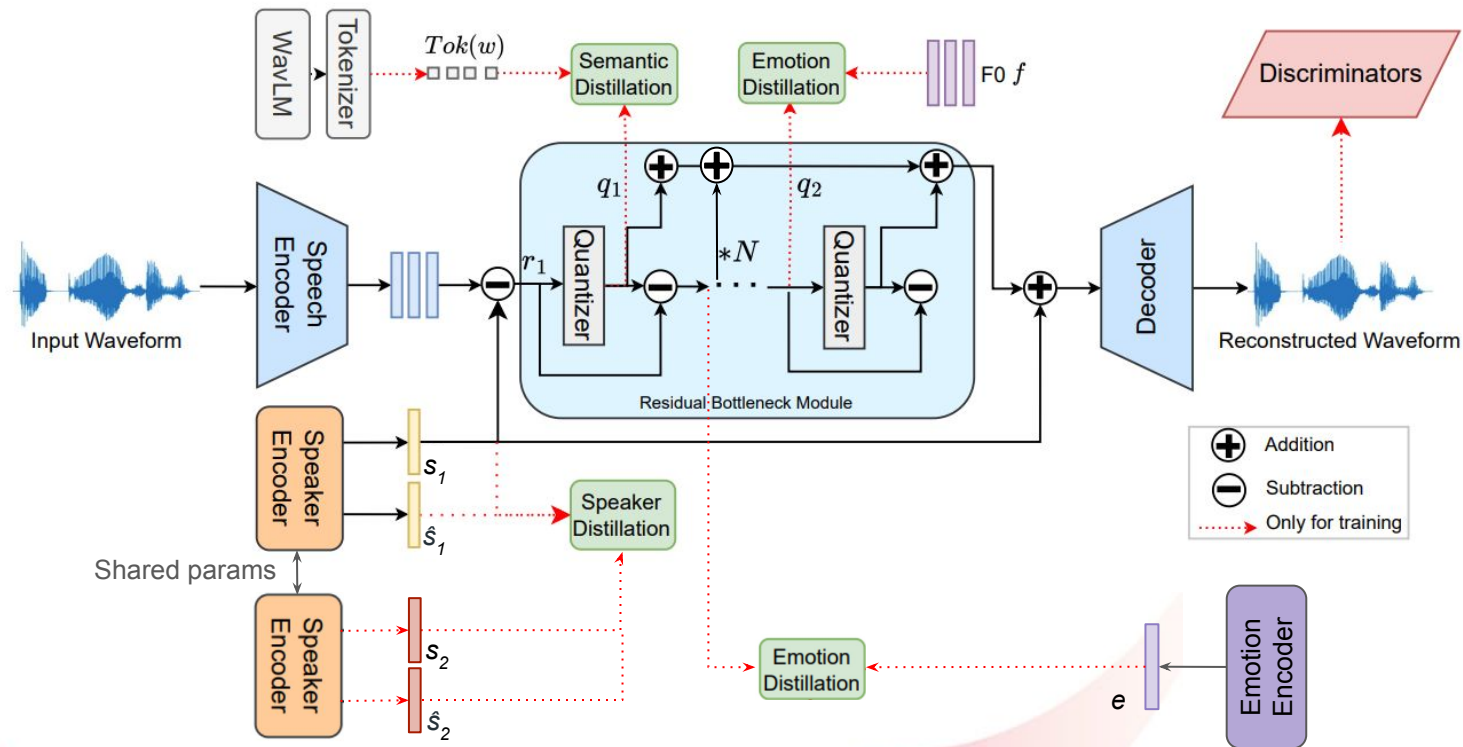 WavLM
Tokenizer
Tok(w)
Semantic
Distillation
Emotion
Distillation
F0 f
Discriminators
q₁
q₂
Speech
Encoder
r₁
Quantizer
*N
Quantizer
Decoder
Input Waveform
Reconstructed Waveform
Residual Bottleneck Module
Speaker
Encoder
s₁
ŝ₁
Speaker
Distillation
Addition
Subtraction
Only for training
Shared params
Speaker
Encoder
s₂
ŝ₂
Emotion
Distillation
e
Emotion
Encoder